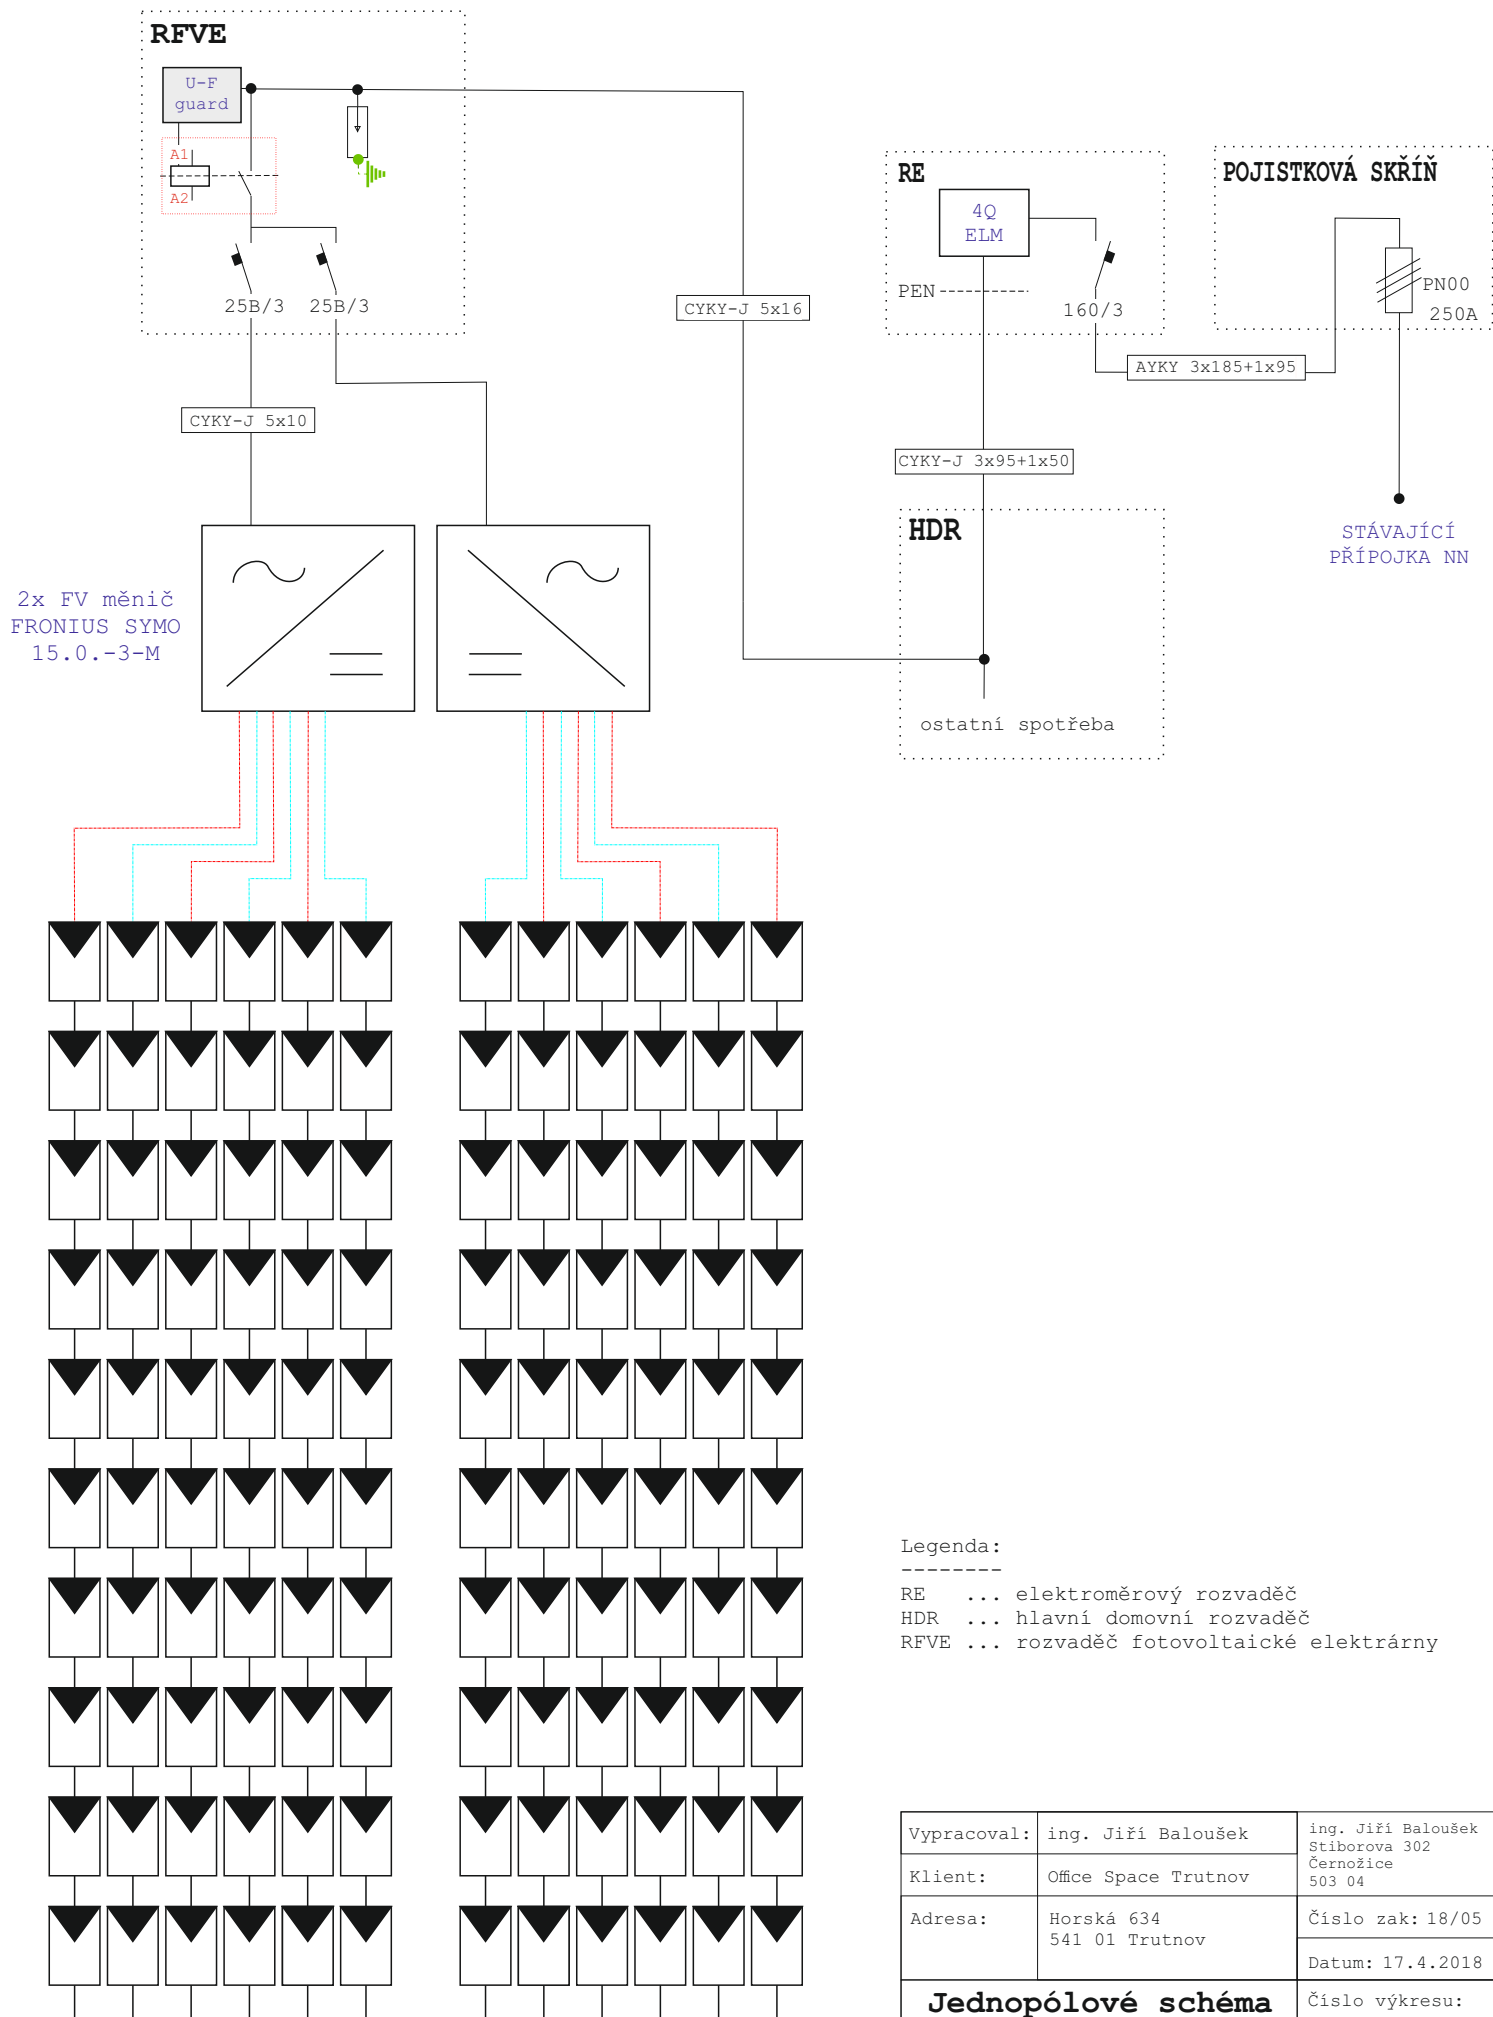 RFVE
U-F
guard
A1
A2
25B/3
25B/3
CYKY-J 5x10
CYKY-J 5x16
RE
4Q
ELM
PEN
160/3
POJISTKOVÁ SKŘÍŇ
PN00
250A
AYKY 3x185+1x95
CYKY-J 3x95+1x50
STÁVAJÍCÍ
PŘÍPOJKA NN
HDR
ostatní spotřeba
2x FV měnič
FRONIUS SYMO
15.0.-3-M
Legenda:
--------
RE ... elektroměrový rozvaděč
HDR ... hlavní domovní rozvaděč
RFVE ... rozvaděč fotovoltaické elektrárny
Vypracoval: ing. Jiří Baloušek
ing. Jiří Baloušek
Stiborova 302
Černožice
503 04
Klient: Office Space Trutnov
Adresa: Horská 634
541 01 Trutnov
Číslo zak: 18/05
Datum: 17.4.2018
Jednopólové schéma
Číslo výkresu: